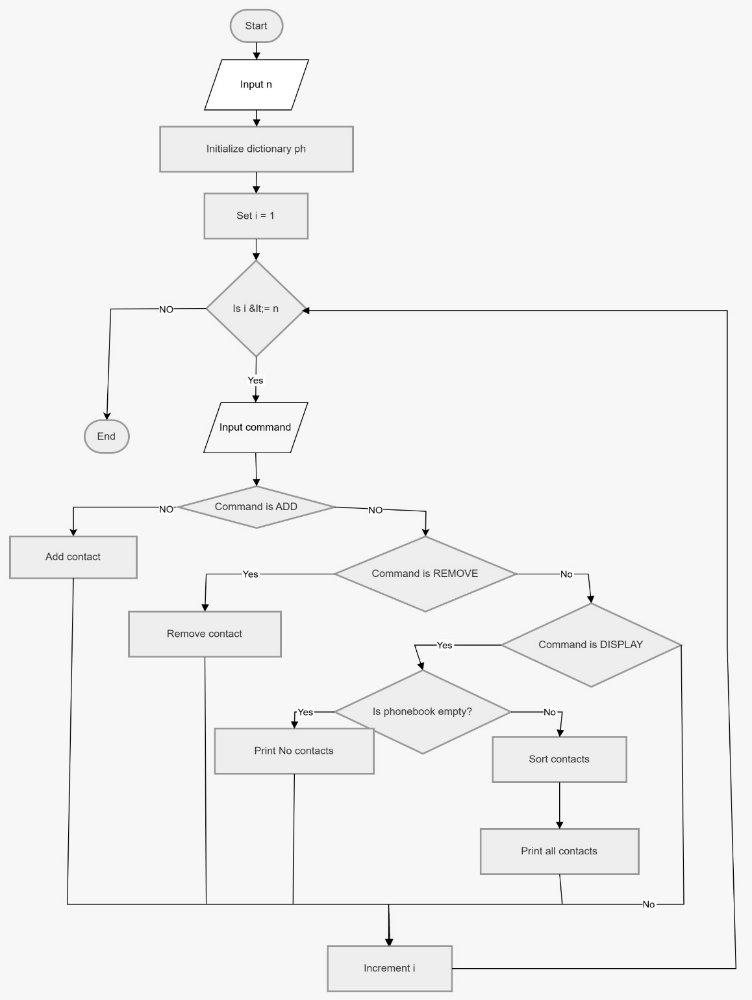 Start
Input n
Initialize dictionary ph
Set i = 1
Is i &lt;= n
NO
Yes
End
Input command
Command is ADD
NO
NO
Add contact
Command is REMOVE
Yes
No
Remove contact
Command is DISPLAY
Yes
Is phonebook empty?
Yes
No
Print No contacts
Sort contacts
Print all contacts
No
Increment i